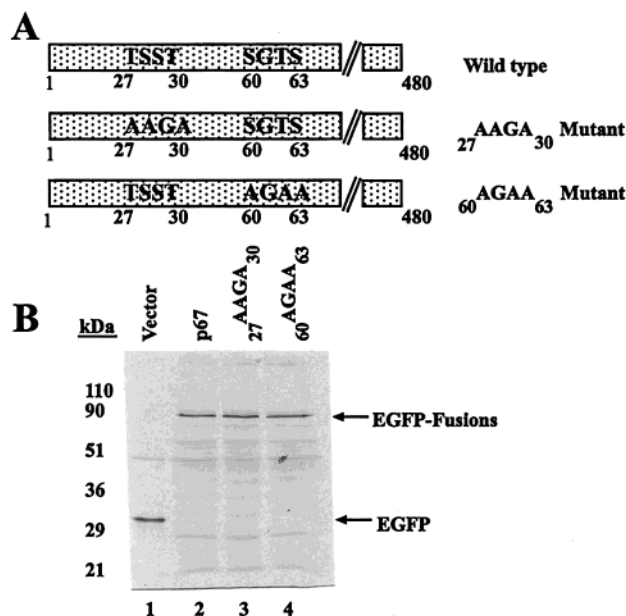 A
TSST SGTS
1 27 30 60 63 480
Wild type
AAGA SGTS
1 27 30 60 63 480
27AAGA30 Mutant
TSST AGAA
1 27 30 60 63 480
60AGAA63 Mutant
B
kDa
Vector
p67
27AAGA30
60AGAA63
110
90
51
36
29
21
EGFP-Fusions
EGFP
1 2 3 4